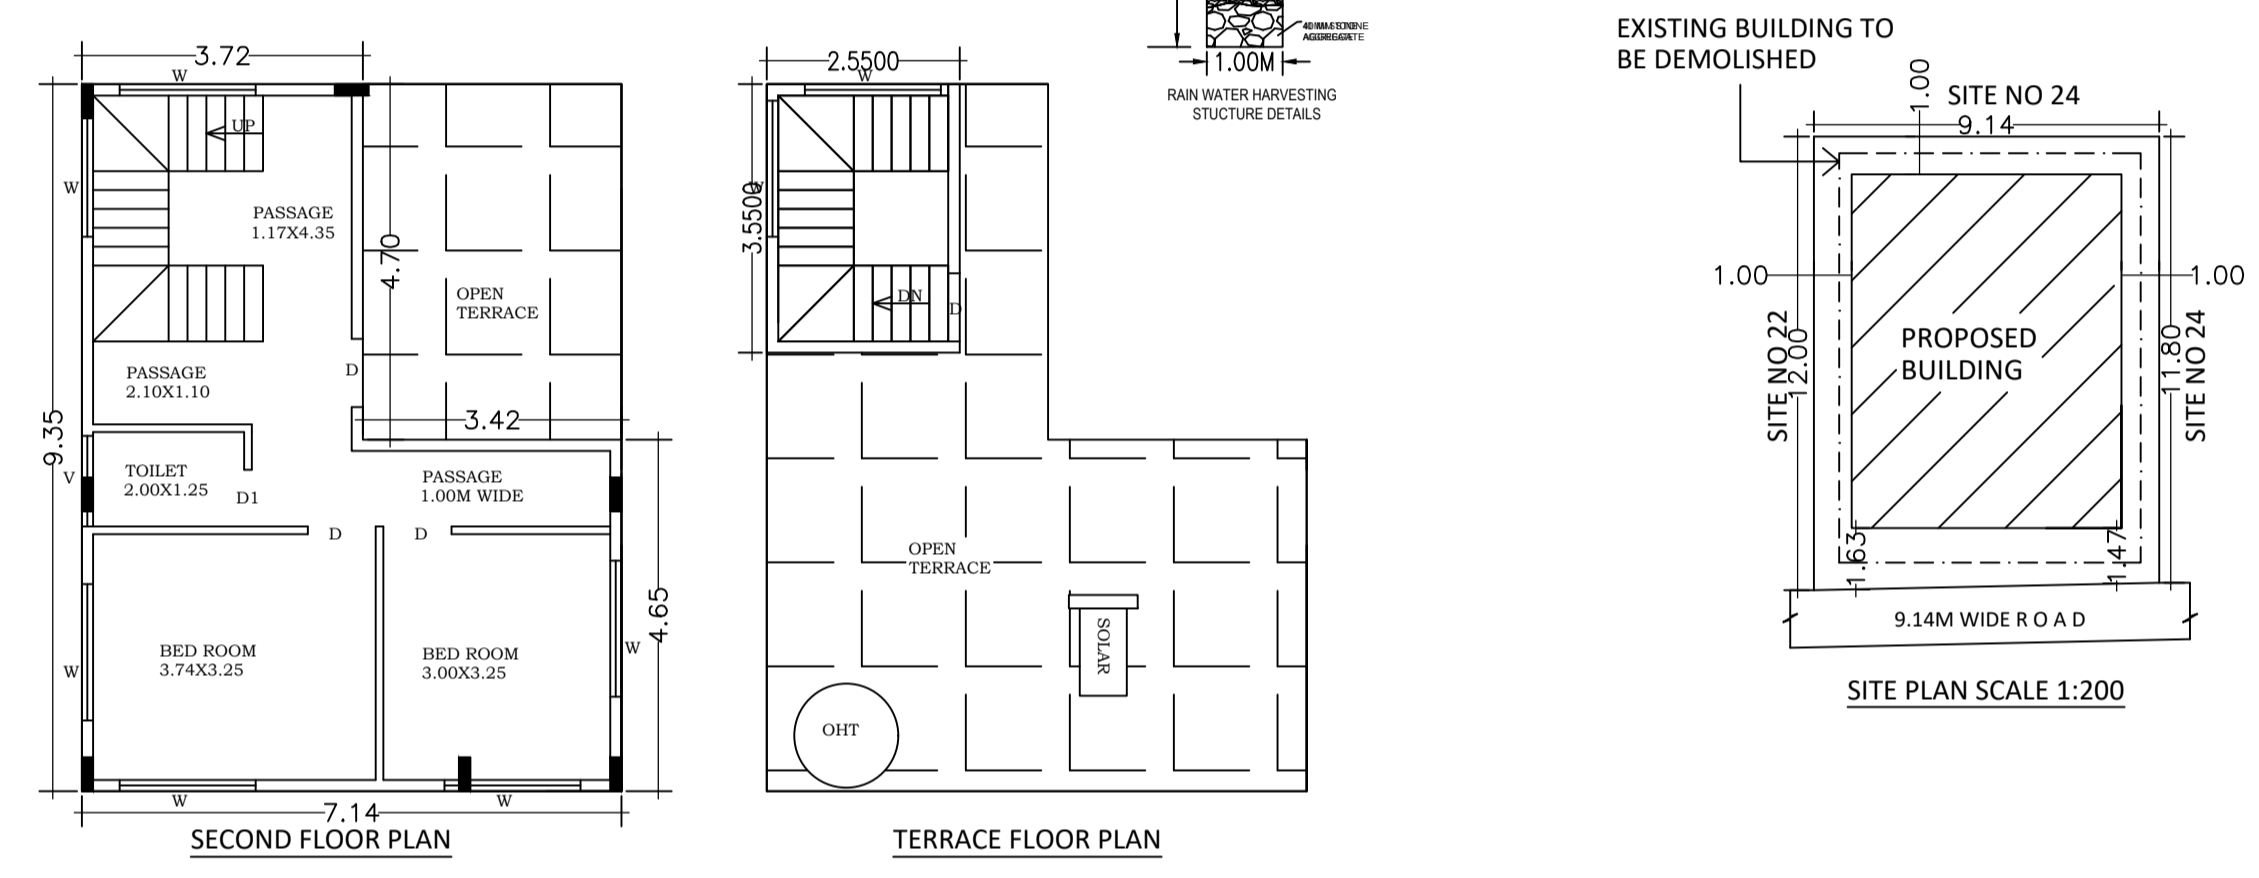 3.72
W
UP
W
PASSAGE
1.17X4.35
4.70
OPEN
TERRACE
PASSAGE
2.10X1.10
D
3.42
9.35
TOILET
2.00X1.25
V
D1
PASSAGE
1.00M WIDE
D
D
BED ROOM
3.74X3.25
BED ROOM
3.00X3.25
4.65
W
W
W
W
7.14
SECOND FLOOR PLAN
2.5500
W
3.5500
W
DN
D
OPEN
TERRACE
SOLAR
OHT
TERRACE FLOOR PLAN
AGGREGATE
1.00M
RAIN WATER HARVESTING
STUCTURE DETAILS
EXISTING BUILDING TO
BE DEMOLISHED
1.00
SITE NO 24
9.14
1.00
1.00
SITE NO 22
12.00
PROPOSED
BUILDING
11.80
SITE NO 24
1.63
1.47
9.14M WIDE R O A D
SITE PLAN SCALE 1:200